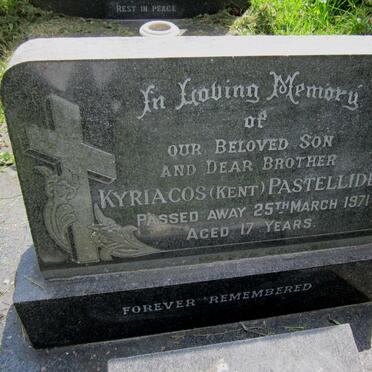 REST IN PEACE
In Loving Memory
OF
OUR BELOVED SON
AND DEAR BROTHER
KYRIACOS (KENT) PASTELLID
PASSED AWAY 25TH MARCH 1971
AGED 17 YEARS.
FOREVER REMEMBERED